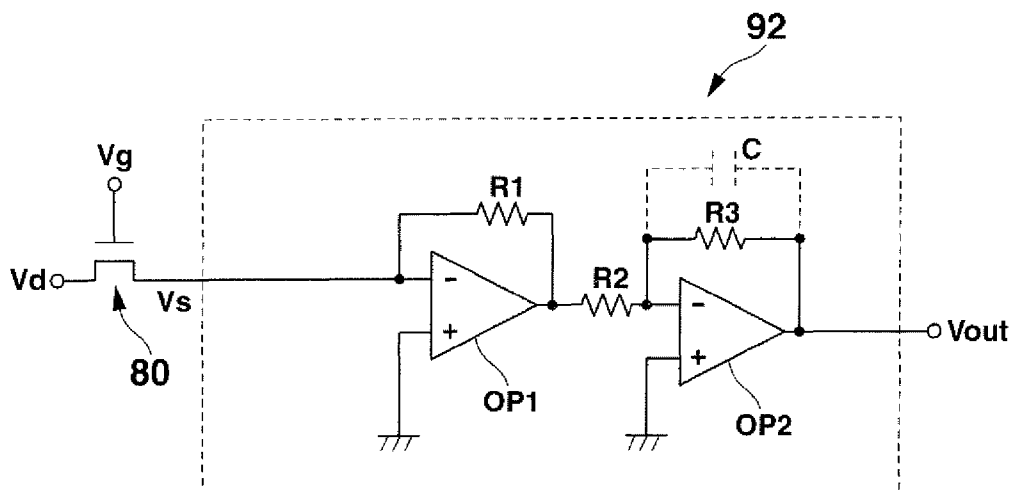 92
Vg
C
R1
R3
Vd
Vs
−
R2
−
+
+
Vout
80
OP1
OP2